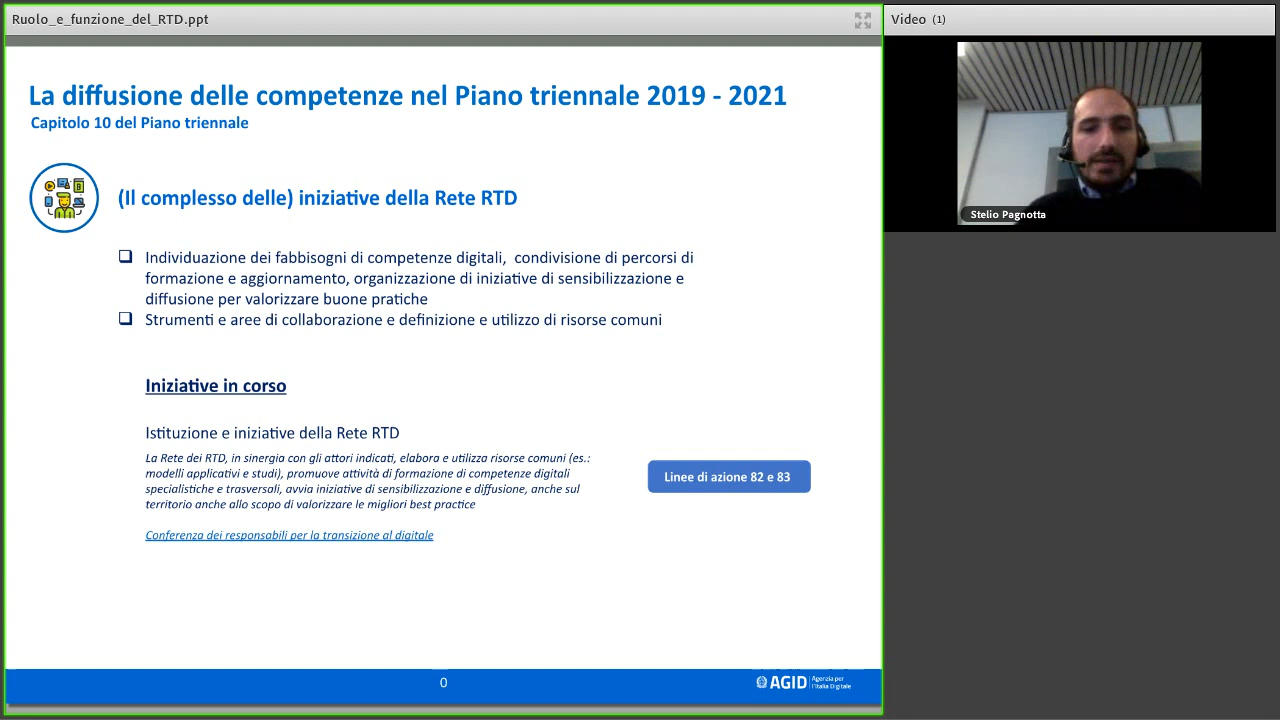 Ruolo_e_funzione_del_RTD.ppt
Video (1)
La diffusione delle competenze nel Piano triennale 2019 - 2021
Capitolo 10 del Piano triennale
(Il complesso delle) iniziative della Rete RTD
Individuazione dei fabbisogni di competenze digitali, condivisione di percorsi di
formazione e aggiornamento, organizzazione di iniziative di sensibilizzazione e
diffusione per valorizzare buone pratiche
Strumenti e aree di collaborazione e definizione e utilizzo di risorse comuni
Iniziative in corso
Istituzione e iniziative della Rete RTD
La Rete dei RTD, in sinergia con gli attori indicati, elabora e utilizza risorse comuni (es.:
modelli applicativi e studi), promuove attività di formazione di competenze digitali
specialistiche e trasversali, avvia iniziative di sensibilizzazione e diffusione, anche sul
territorio anche allo scopo di valorizzare le migliori best practice
Linee di azione 82 e 83
Conferenza dei responsabili per la transizione al digitale
0
AGID Agenzia per
l'Italia Digitale
Stelio Pagnotta